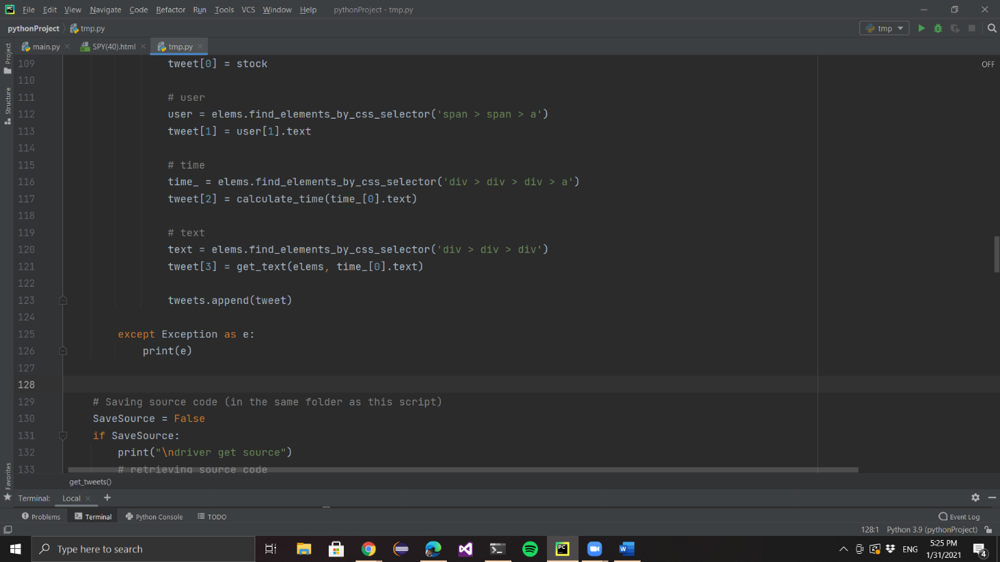 PC File Edit View Navigate Code Refactor Run Tools VCS Window Help pythonProject - tmp.py
pythonProject tmp.py tmp
main.py SPY(40).html tmp.py
Project
Structure
Favorites
OFF
109 tweet[0] = stock
110
111 # user
112 user = elems.find_elements_by_css_selector('span > span > a')
113 tweet[1] = user[1].text
114
115 # time
116 time_ = elems.find_elements_by_css_selector('div > div > div > a')
117 tweet[2] = calculate_time(time_[0].text)
118
119 # text
120 text = elems.find_elements_by_css_selector('div > div > div')
121 tweet[3] = get_text(elems, time_[0].text)
122
123 tweets.append(tweet)
124
125 except Exception as e:
126 print(e)
127
128
129 # Saving source code (in the same folder as this script)
130 SaveSource = False
131 if SaveSource:
132 print("\ndriver get source")
133 # retrieving source code
get_tweets()
Terminal: Local
Problems Terminal Python Console TODO Event Log
128:1 Python 3.9 (pythonProject)
Type here to search PC ENG 5:25 PM
1/31/2021 4